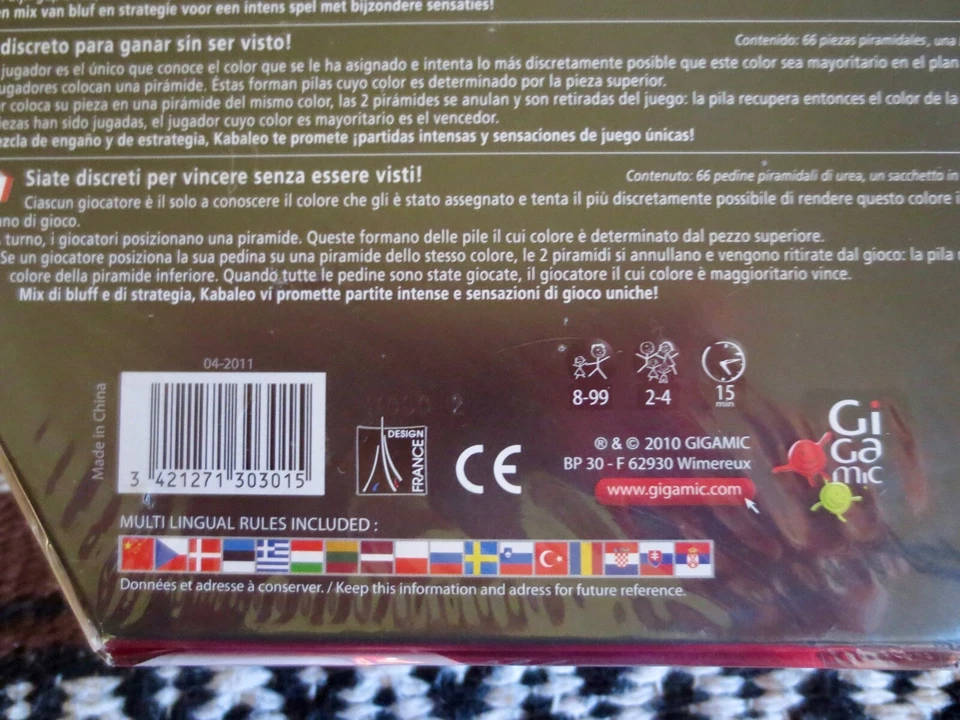 n mix van bluf en strategie voor een intens spel met bijzondere sensaties!
discreto para ganar sin ser visto!
Contenido: 66 piezas piramidales, una
jugador es el único que conoce el color que se le ha asignado e intenta lo más discretamente posible que este color sea mayoritario en el plan
ugadores colocan una pirámide. Éstas forman pilas cuyo color es determinado por la pieza superior.
r coloca su pieza en una pirámide del mismo color, las 2 pirámides se anulan y son retiradas del juego: la pila recupera entonces el color de la
iezas han sido jugadas, el jugador cuyo color es mayoritario es el vencedor.
ezcla de engaño y de estrategia, Kabaleo te promete ¡partidas intensas y sensaciones de juego únicas!
Siate discreti per vincere senza essere visti!
Contenuto: 66 pedine piramidali di urea, un sacchetto in
Ciascun giocatore è il solo a conoscere il colore che gli è stato assegnato e tenta il più discretamente possibile di rendere questo colore i
no di gioco.
turno, i giocatori posizionano una piramide. Queste formano delle pile il cui colore è determinato dal pezzo superiore.
Se un giocatore posiziona la sua pedina su una piramide dello stesso colore, le 2 piramidi si annullano e vengono ritirate dal gioco: la pila
colore della piramide inferiore. Quando tutte le pedine sono state giocate, il giocatore il cui colore è maggioritario vince.
Mix di bluff e di strategia, Kabaleo vi promette partite intense e sensazioni di gioco uniche!
04-2011
Made in China
3 421271 303015
DESIGN
FRANCE
CE
8-99
2-4
15
min
® & © 2010 GIGAMIC
BP 30 - F 62930 Wimereux
www.gigamic.com
Gi
Ga
mic
MULTI LINGUAL RULES INCLUDED :
Données et adresse à conserver. / Keep this information and adress for future reference.